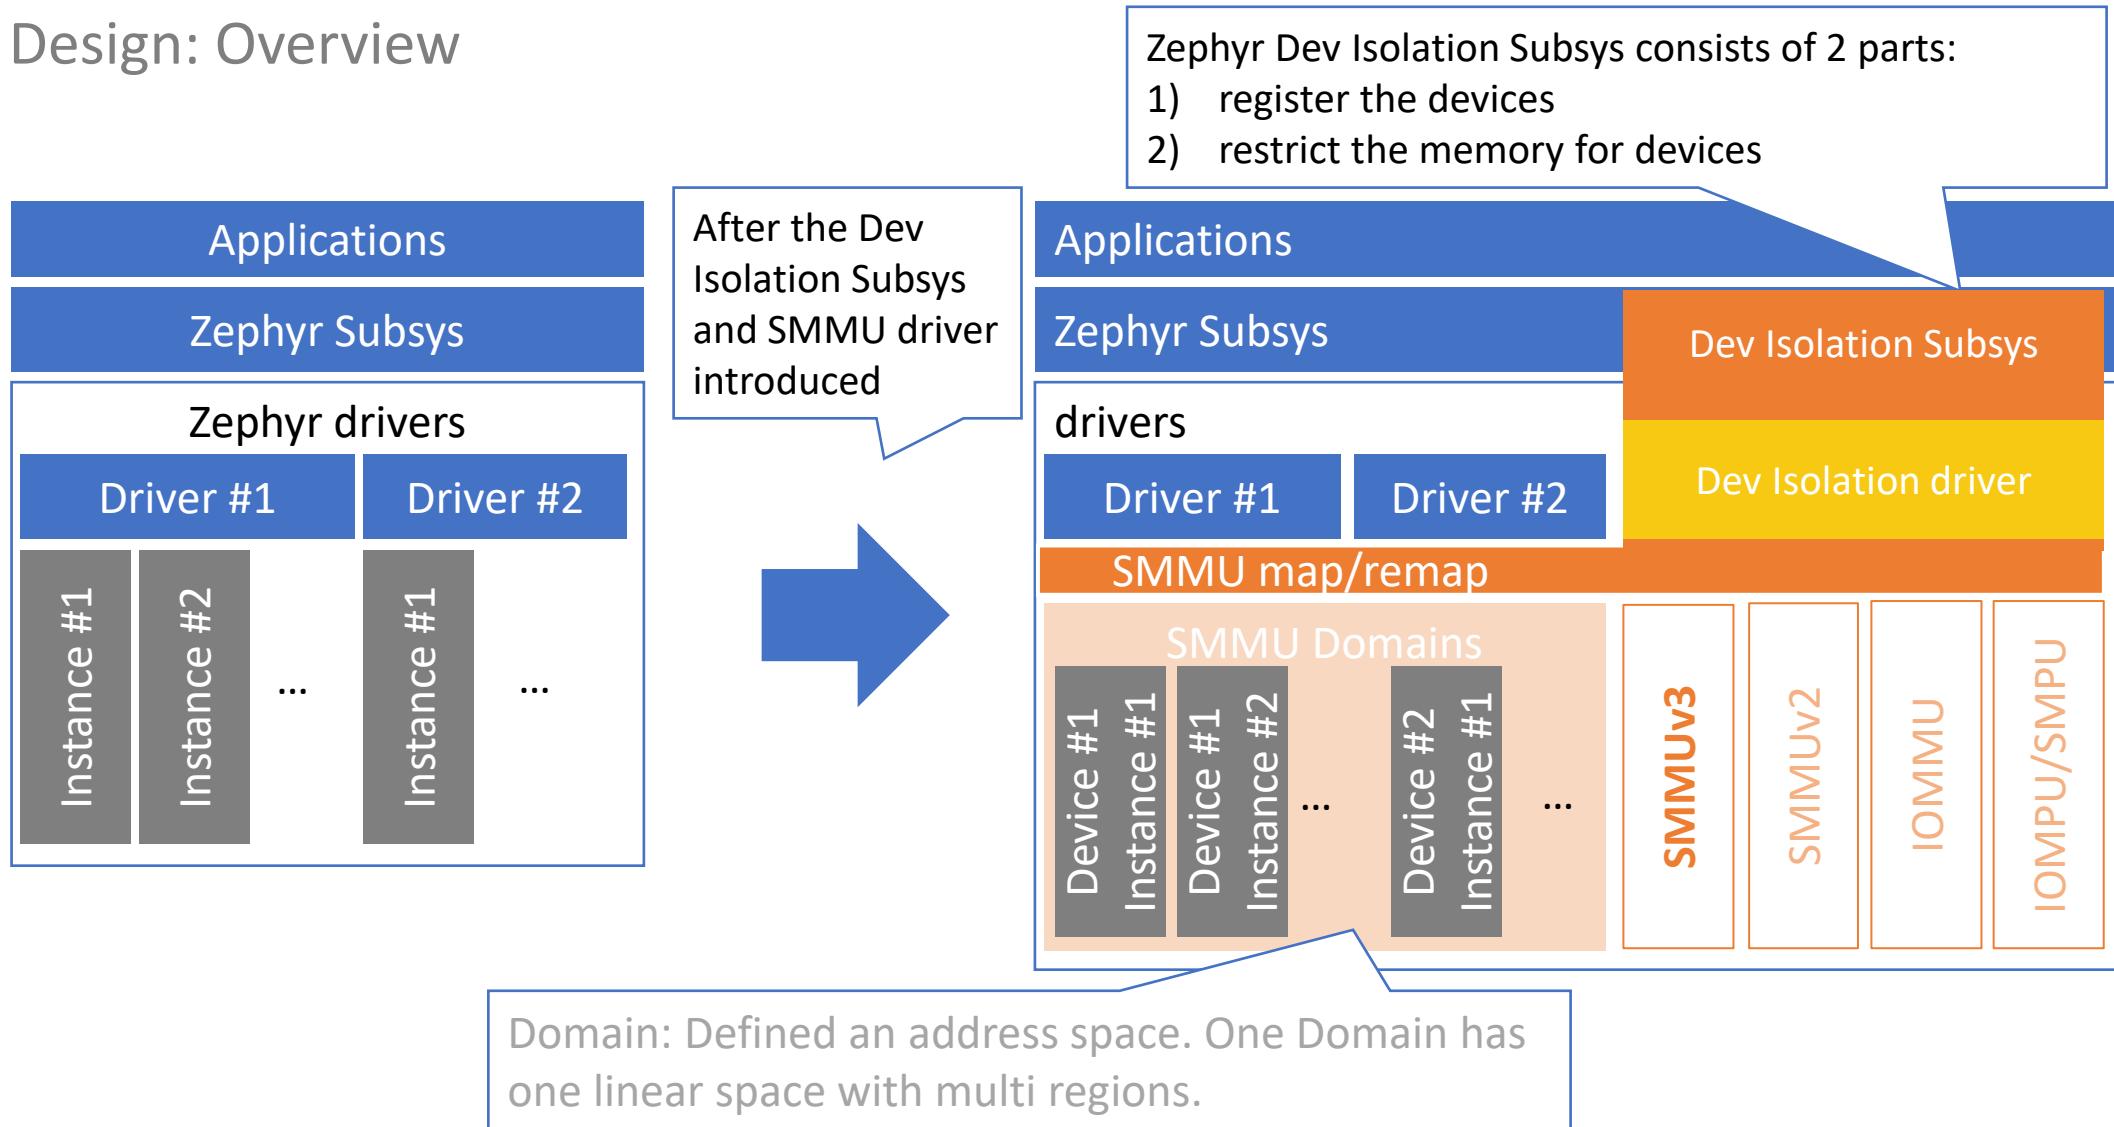 Design: Overview
Zephyr Dev Isolation Subsys consists of 2 parts:
1) register the devices
2) restrict the memory for devices
Applications
Zephyr Subsys
Zephyr drivers
Driver #1
Driver #2
Instance #1
Instance #2
...
Instance #1
...
After the Dev
Isolation Subsys
and SMMU driver
introduced
Applications
Zephyr Subsys
Dev Isolation Subsys
drivers
Dev Isolation driver
Driver #1
Driver #2
SMMU map/remap
SMMU Domains
Device #1
Instance #1
Device #1
Instance #2
...
Device #2
Instance #1
...
SMMUv3
SMMUv2
IOMMU
IOMPU/SMPU
Domain: Defined an address space. One Domain has
one linear space with multi regions.